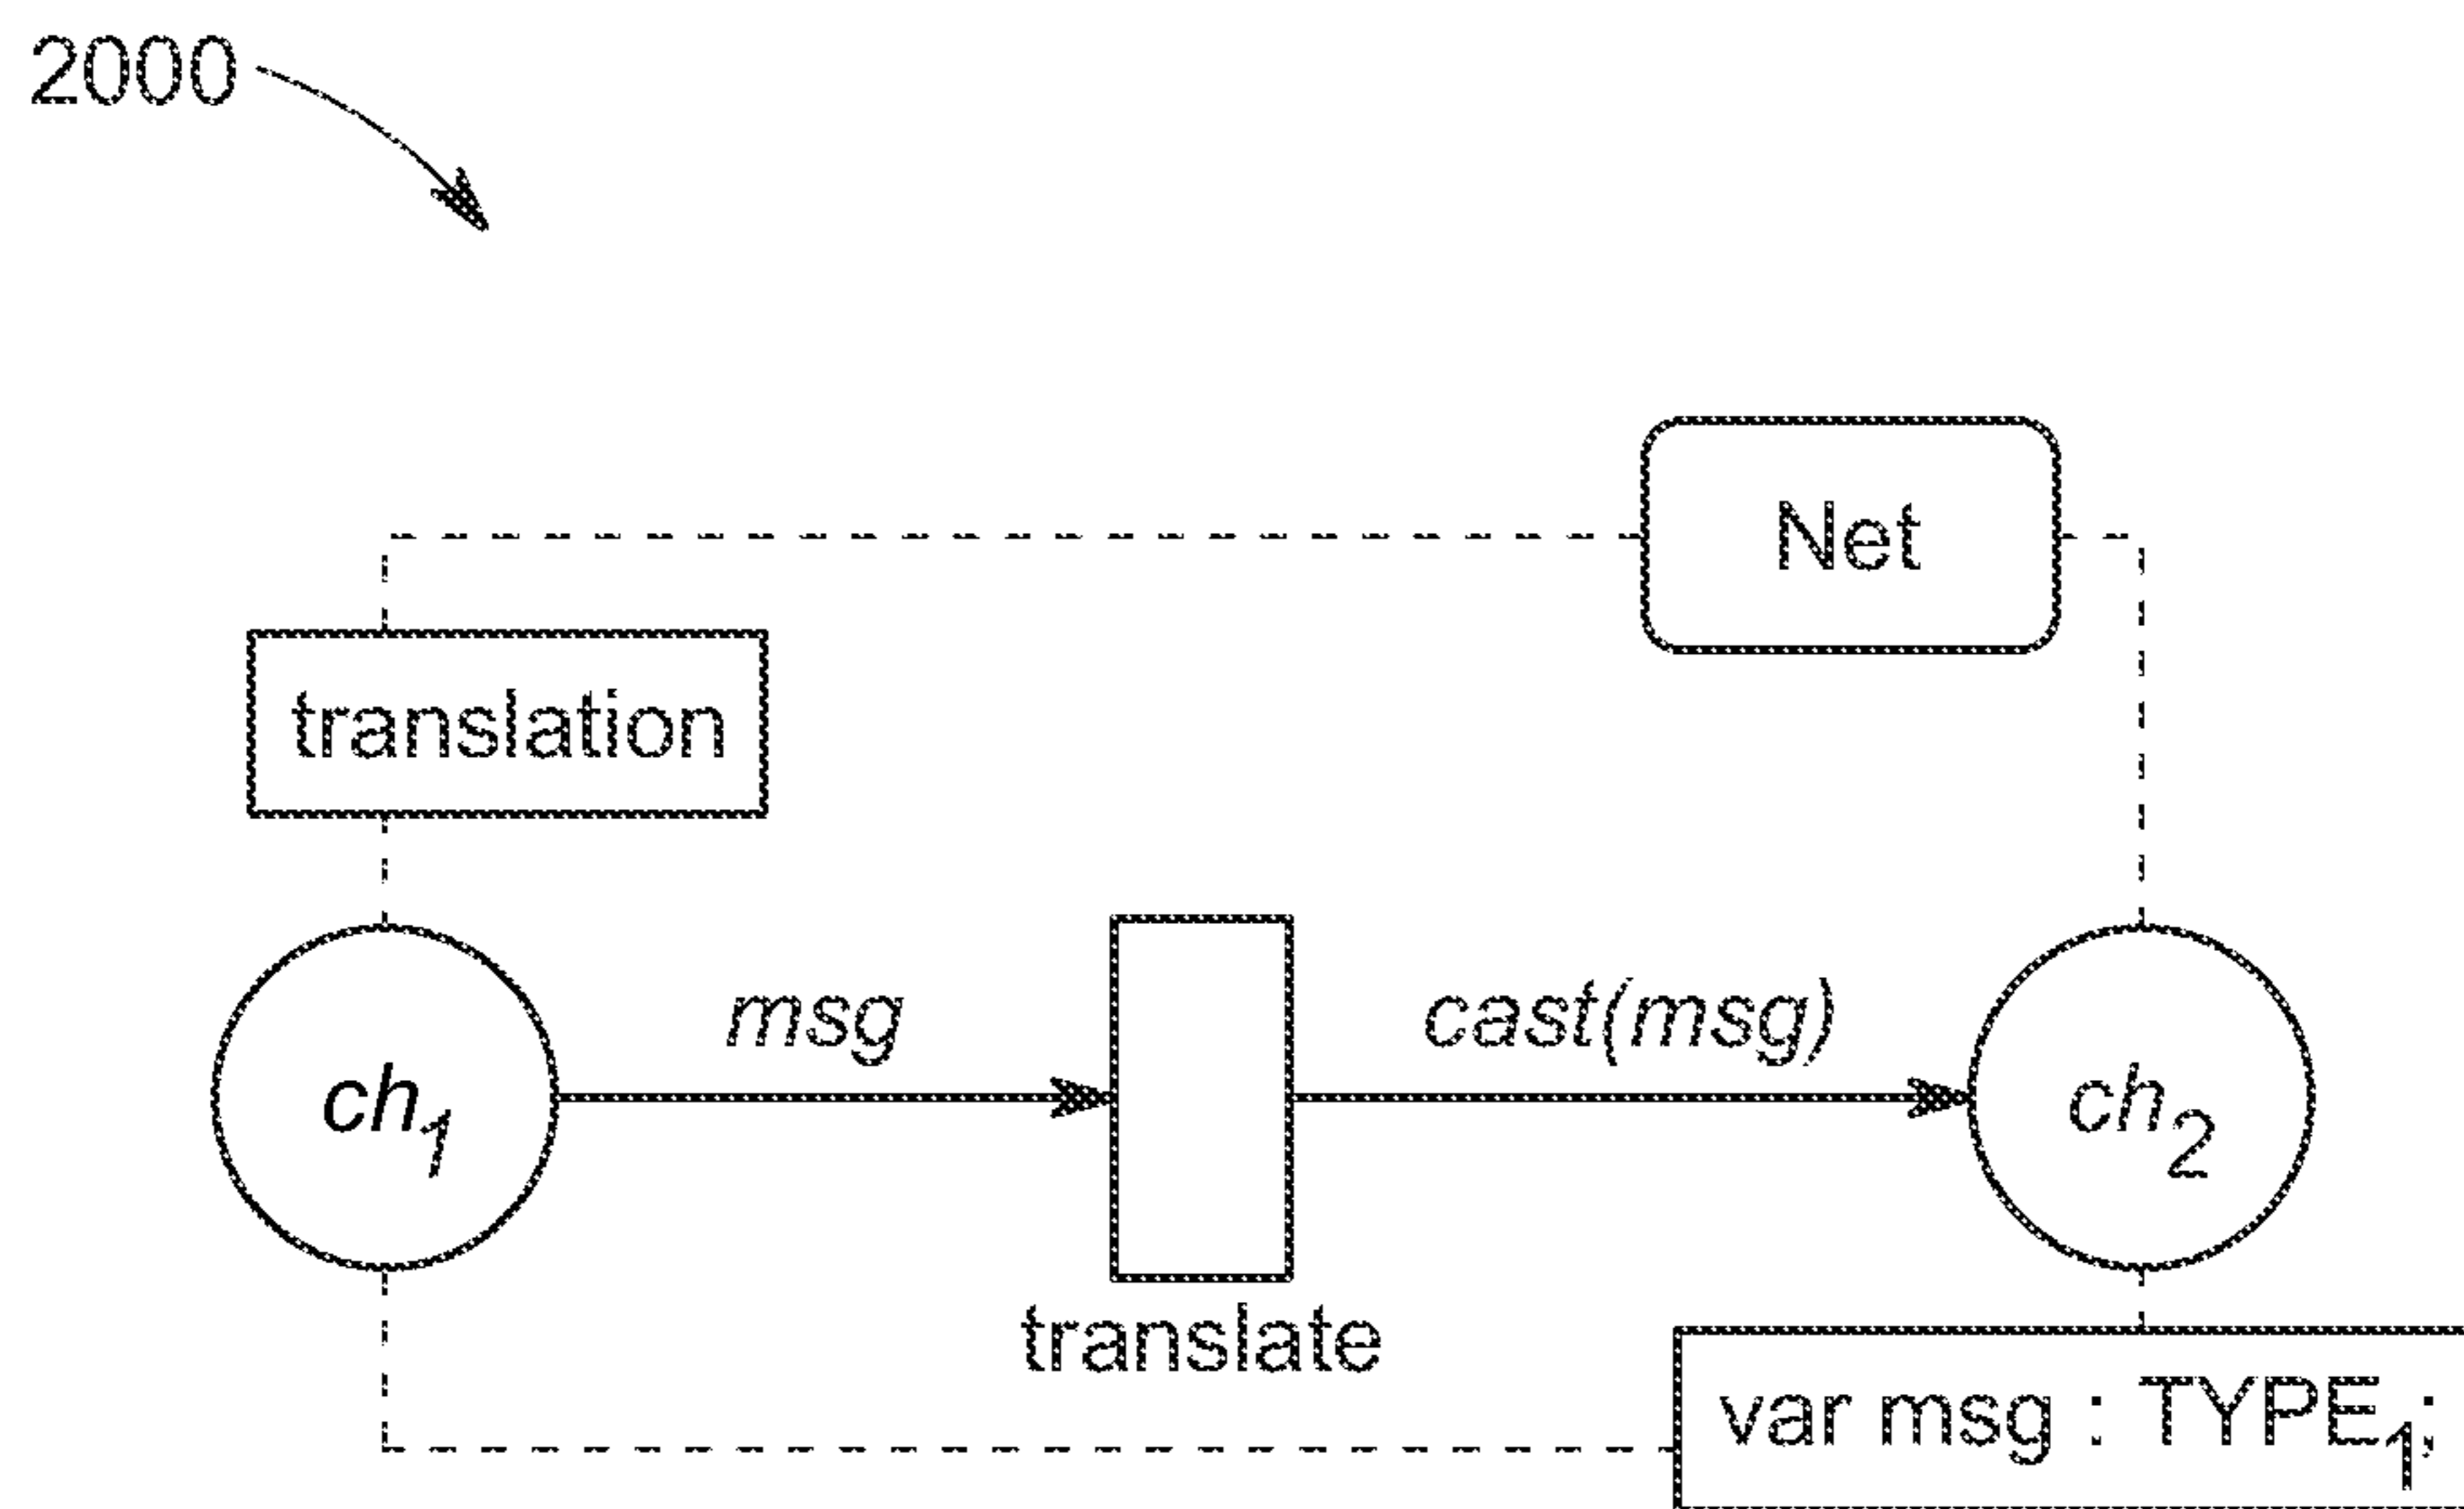 2000
Net
translation
msg
cast(msg)
ch₁
ch₂
translate
var msg : TYPE₁;